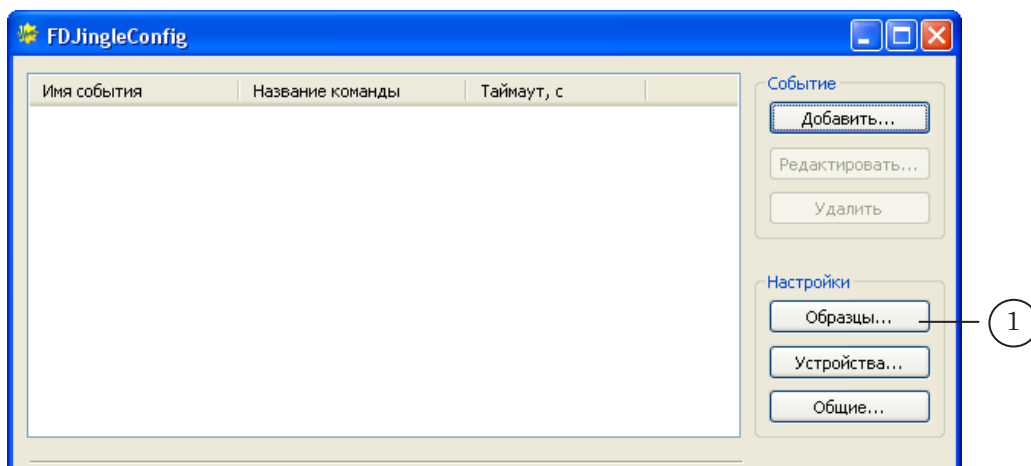 FDJingleConfig
Имя события Название команды Таймаут, с
Событие
Добавить...
Редактировать...
Удалить
Настройки
Образцы...
1
Устройства...
Общие...